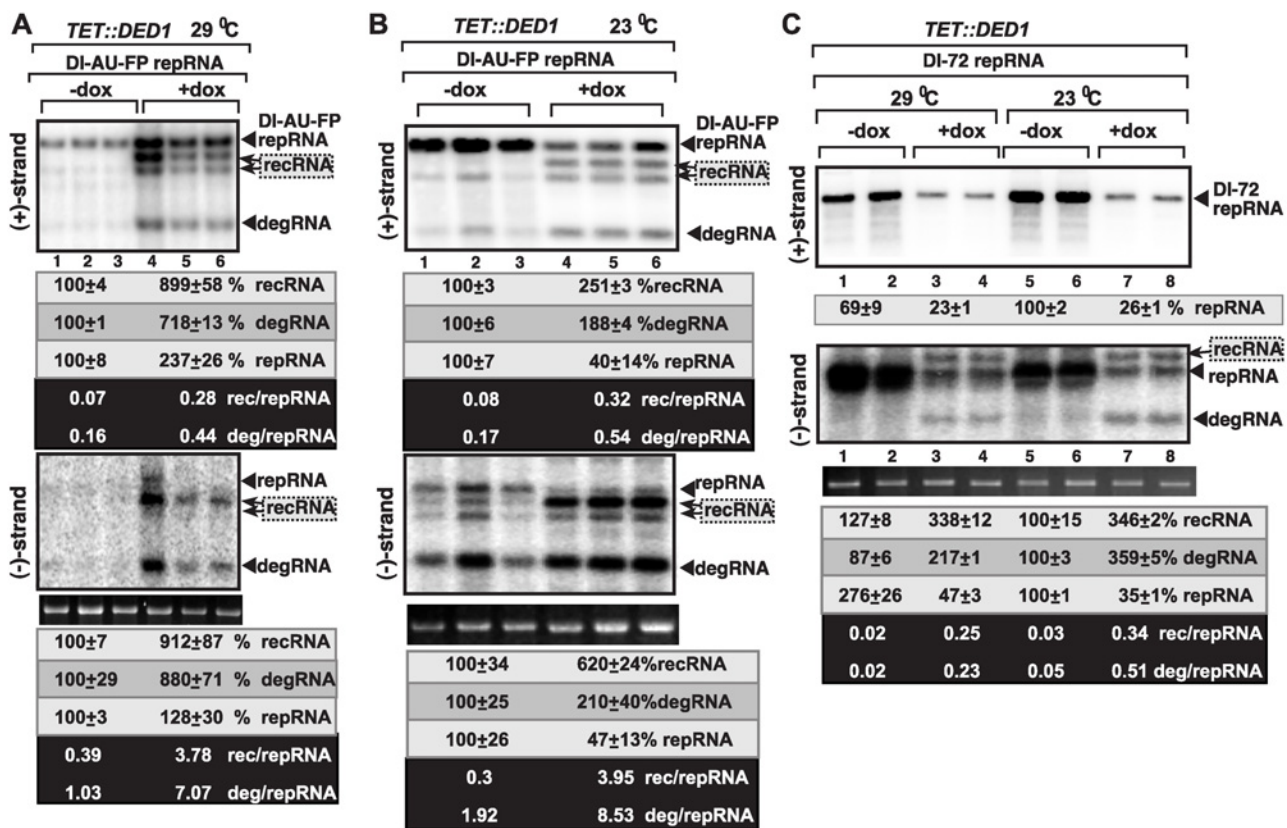 A
TET::DED1 29 ⁰C
DI-AU-FP repRNA
-dox +dox
DI-AU-FP
repRNA
recRNA
degRNA
(+)-strand
1 2 3 4 5 6
100±4 899±58 % recRNA
100±1 718±13 % degRNA
100±8 237±26 % repRNA
0.07 0.28 rec/repRNA
0.16 0.44 deg/repRNA
(-)-strand
repRNA
recRNA
degRNA
100±7 912±87 % recRNA
100±29 880±71 % degRNA
100±3 128±30 % repRNA
0.39 3.78 rec/repRNA
1.03 7.07 deg/repRNA
B
TET::DED1 23 ⁰C
DI-AU-FP repRNA
-dox +dox
DI-AU-FP
repRNA
recRNA
degRNA
(+)-strand
1 2 3 4 5 6
100±3 251±3 %recRNA
100±6 188±4 %degRNA
100±7 40±14% repRNA
0.08 0.32 rec/repRNA
0.17 0.54 deg/repRNA
(-)-strand
repRNA
recRNA
degRNA
100±34 620±24%recRNA
100±25 210±40%degRNA
100±26 47±13% repRNA
0.3 3.95 rec/repRNA
1.92 8.53 deg/repRNA
C
TET::DED1
DI-72 repRNA
29 ⁰C 23 ⁰C
-dox +dox -dox +dox
DI-72
repRNA
(+)-strand
1 2 3 4 5 6 7 8
69±9 23±1 100±2 26±1 % repRNA
(-)-strand
recRNA
repRNA
degRNA
1 2 3 4 5 6 7 8
127±8 338±12 100±15 346±2% recRNA
87±6 217±1 100±3 359±5% degRNA
276±26 47±3 100±1 35±1% repRNA
0.02 0.25 0.03 0.34 rec/repRNA
0.02 0.23 0.05 0.51 deg/repRNA